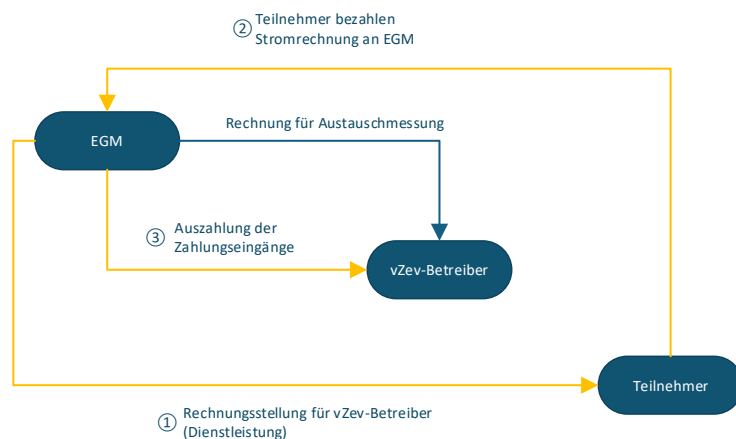 ② Teilnehmer bezahlen
Stromrechnung an EGM
EGM
Rechnung für Austauschmessung
③ Auszahlung der
Zahlungseingänge
vZev-Betreiber
Teilnehmer
① Rechnungsstellung für vZev-Betreiber
(Dienstleistung)